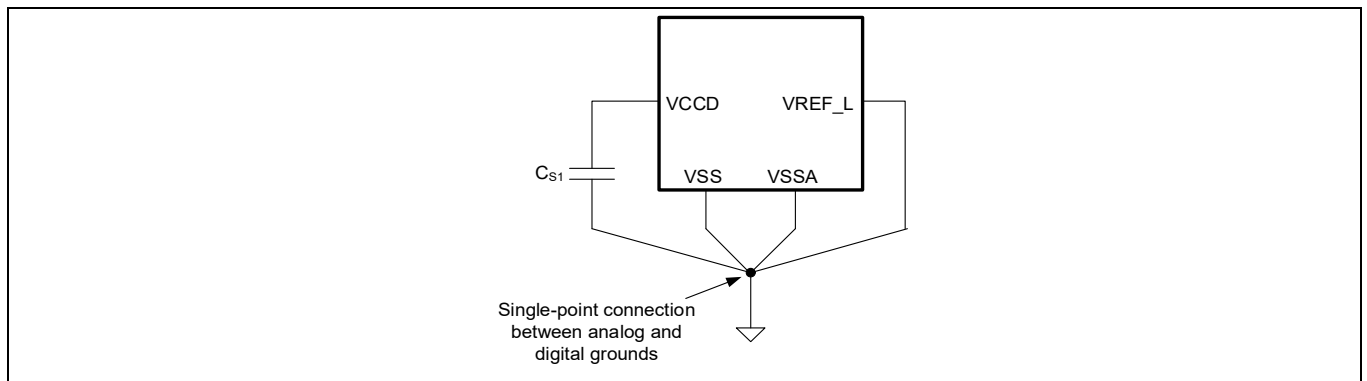 VCCD
VREF_L
CS1
VSS
VSSA
Single-point connection
between analog and
digital grounds